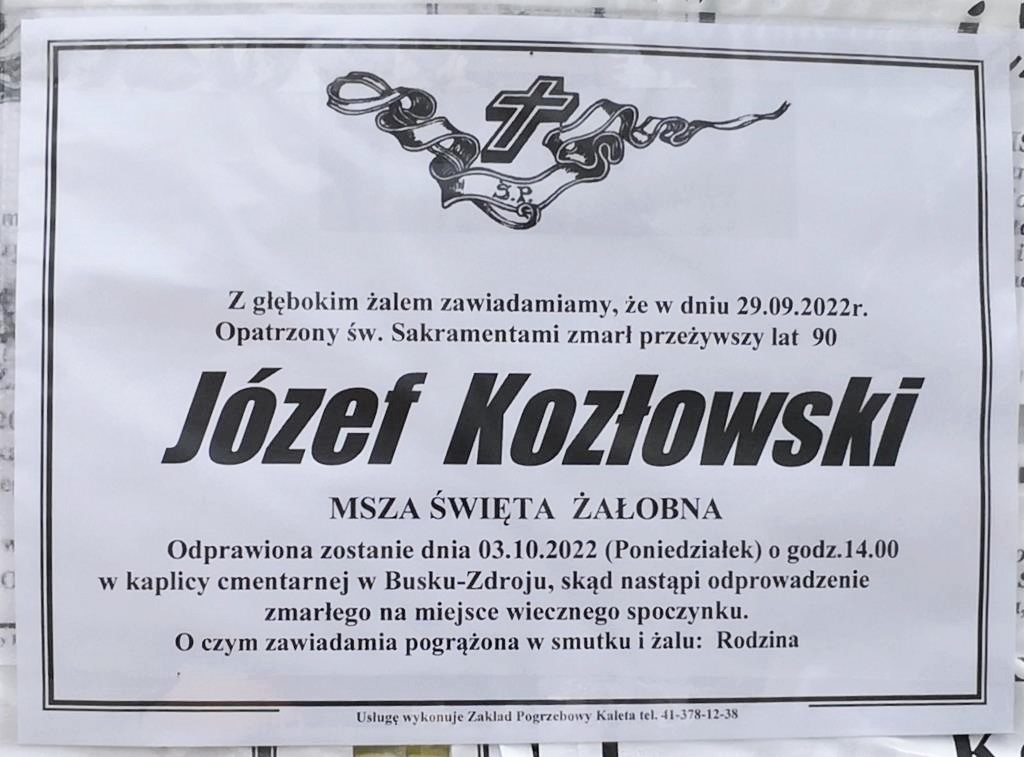 Ś.P.
Z głębokim żalem zawiadamiamy, że w dniu 29.09.2022r.
Opatrzony św. Sakramentami zmarł przeżywszy lat 90
Józef Kozłowski
MSZA ŚWIĘTA ŻAŁOBNA
Odprawiona zostanie dnia 03.10.2022 (Poniedziałek) o godz.14.00
w kaplicy cmentarnej w Busku-Zdroju, skąd nastąpi odprowadzenie
zmarłego na miejsce wiecznego spoczynku.
O czym zawiadamia pogrążona w smutku i żalu: Rodzina
Usługę wykonuje Zakład Pogrzebowy Kaleta tel. 41-378-12-38